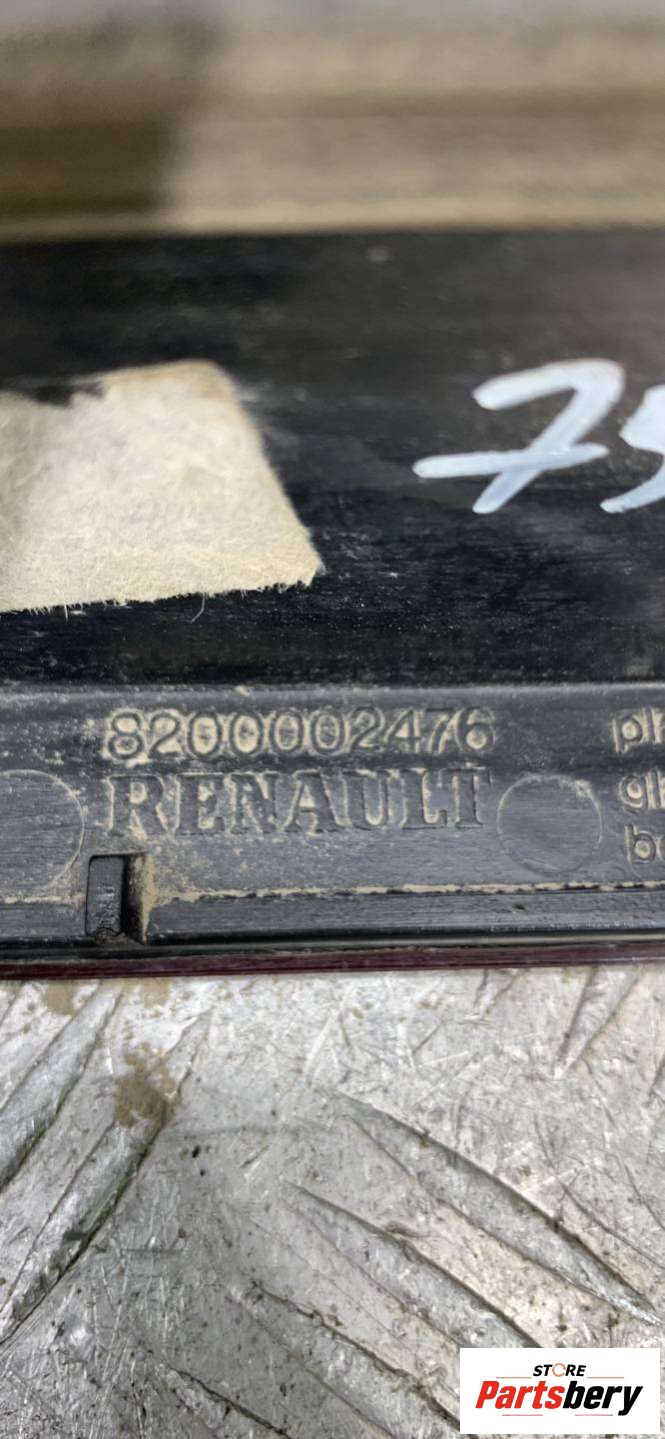 75
8200002476
RENAULT
STORE
Partsbery